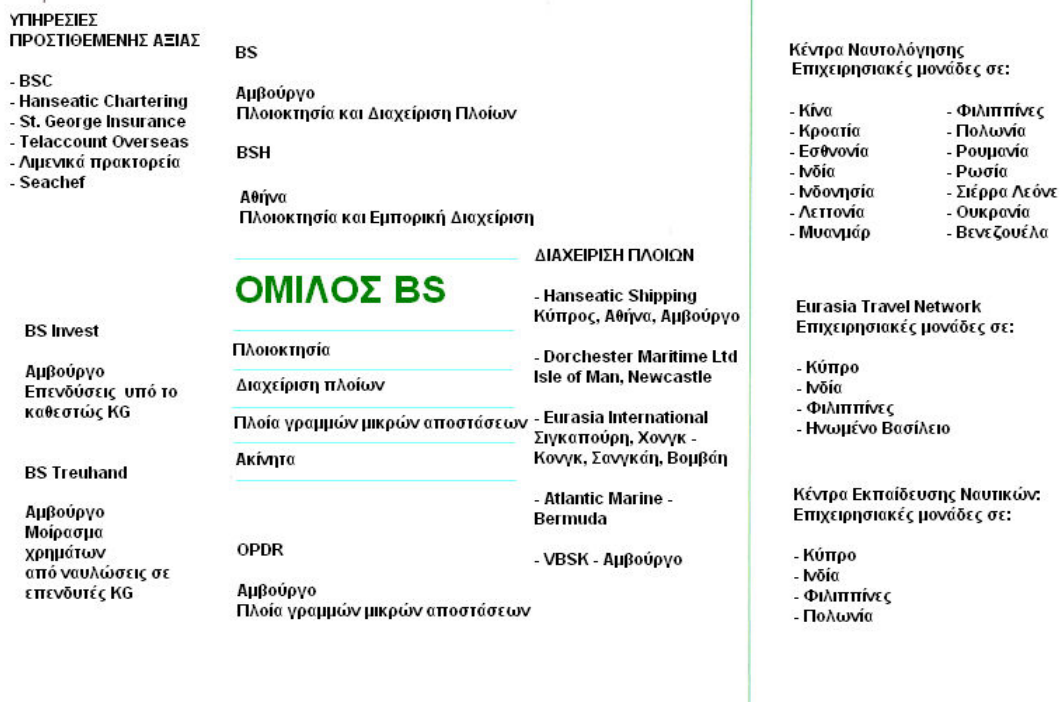 ΥΠΗΡΕΣΙΕΣ
ΠΡΟΣΤΙΘΕΜΕΝΗΣ ΑΞΙΑΣ
- BSC
- Hanseatic Chartering
- St. George Insurance
- Telaccount Overseas
- Λιμενικά πρακτορεία
- Seachef
BS Invest
Αμβούργο
Επενδύσεις υπό το
καθεστώς KG
BS Treuhand
Αμβούργο
Μοίρασμα
χρημάτων
από ναυλώσεις σε
επενδυτές KG
BS
Αμβούργο
Πλοιοκτησία και Διαχείριση Πλοίων
BSH
Αθήνα
Πλοιοκτησία και Εμπορική Διαχείριση
ΟΜΙΛΟΣ BS
Πλοιοκτησία
Διαχείριση πλοίων
Πλοία γραμμών μικρών αποστάσεων
Ακίνητα
OPDR
Αμβούργο
Πλοία γραμμών μικρών αποστάσεων
ΔΙΑΧΕΙΡΙΣΗ ΠΛΟΙΩΝ
- Hanseatic Shipping
Κύπρος, Αθήνα, Αμβούργο
- Dorchester Maritime Ltd
Isle of Man, Newcastle
- Eurasia International
Σιγκαπούρη, Χονγκ -
Κονγκ, Σανγκάη, Βομβάη
- Atlantic Marine -
Bermuda
- VBSK - Αμβούργο
Κέντρα Ναυτολόγησης
Επιχειρησιακές μονάδες σε:
- Κίνα
- Κροατία
- Εσθνονία
- Ινδία
- Ινδονησία
- Λεττονία
- Μυανμάρ
- Φιλιππίνες
- Πολωνία
- Ρουμανία
- Ρωσία
- Σιέρρα Λεόνε
- Ουκρανία
- Βενεζουέλα
Eurasia Travel Network
Επιχειρησιακές μονάδες σε:
- Κύπρο
- Ινδία
- Φιλιππίνες
- Ηνωμένο Βασίλειο
Κέντρα Εκπαίδευσης Ναυτικών:
Επιχειρησιακές μονάδες σε:
- Κύπρο
- Ινδία
- Φιλιππίνες
- Πολωνία